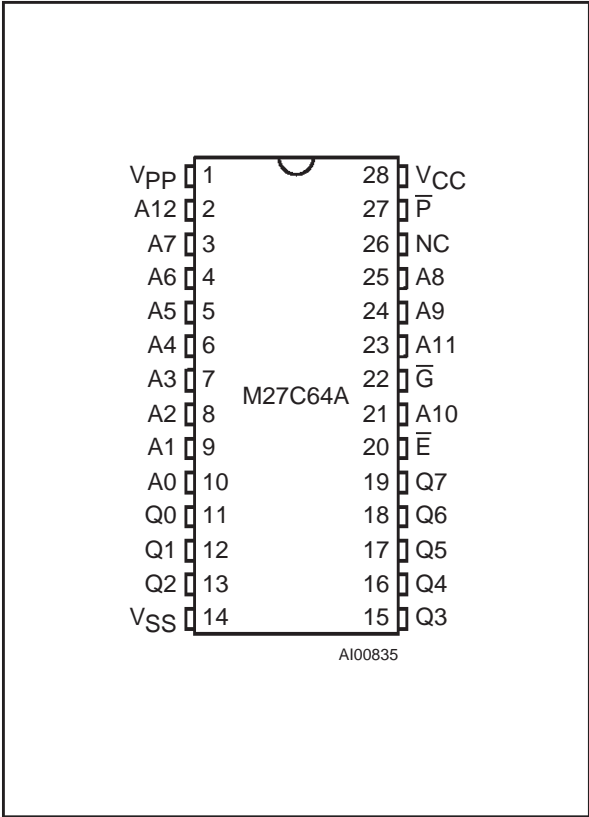 VPP 1 28 VCC
A12 2 27 P̅
A7 3 26 NC
A6 4 25 A8
A5 5 24 A9
A4 6 23 A11
A3 7 22 G̅
M27C64A
A2 8 21 A10
A1 9 20 E̅
A0 10 19 Q7
Q0 11 18 Q6
Q1 12 17 Q5
Q2 13 16 Q4
VSS 14 15 Q3
AI00835